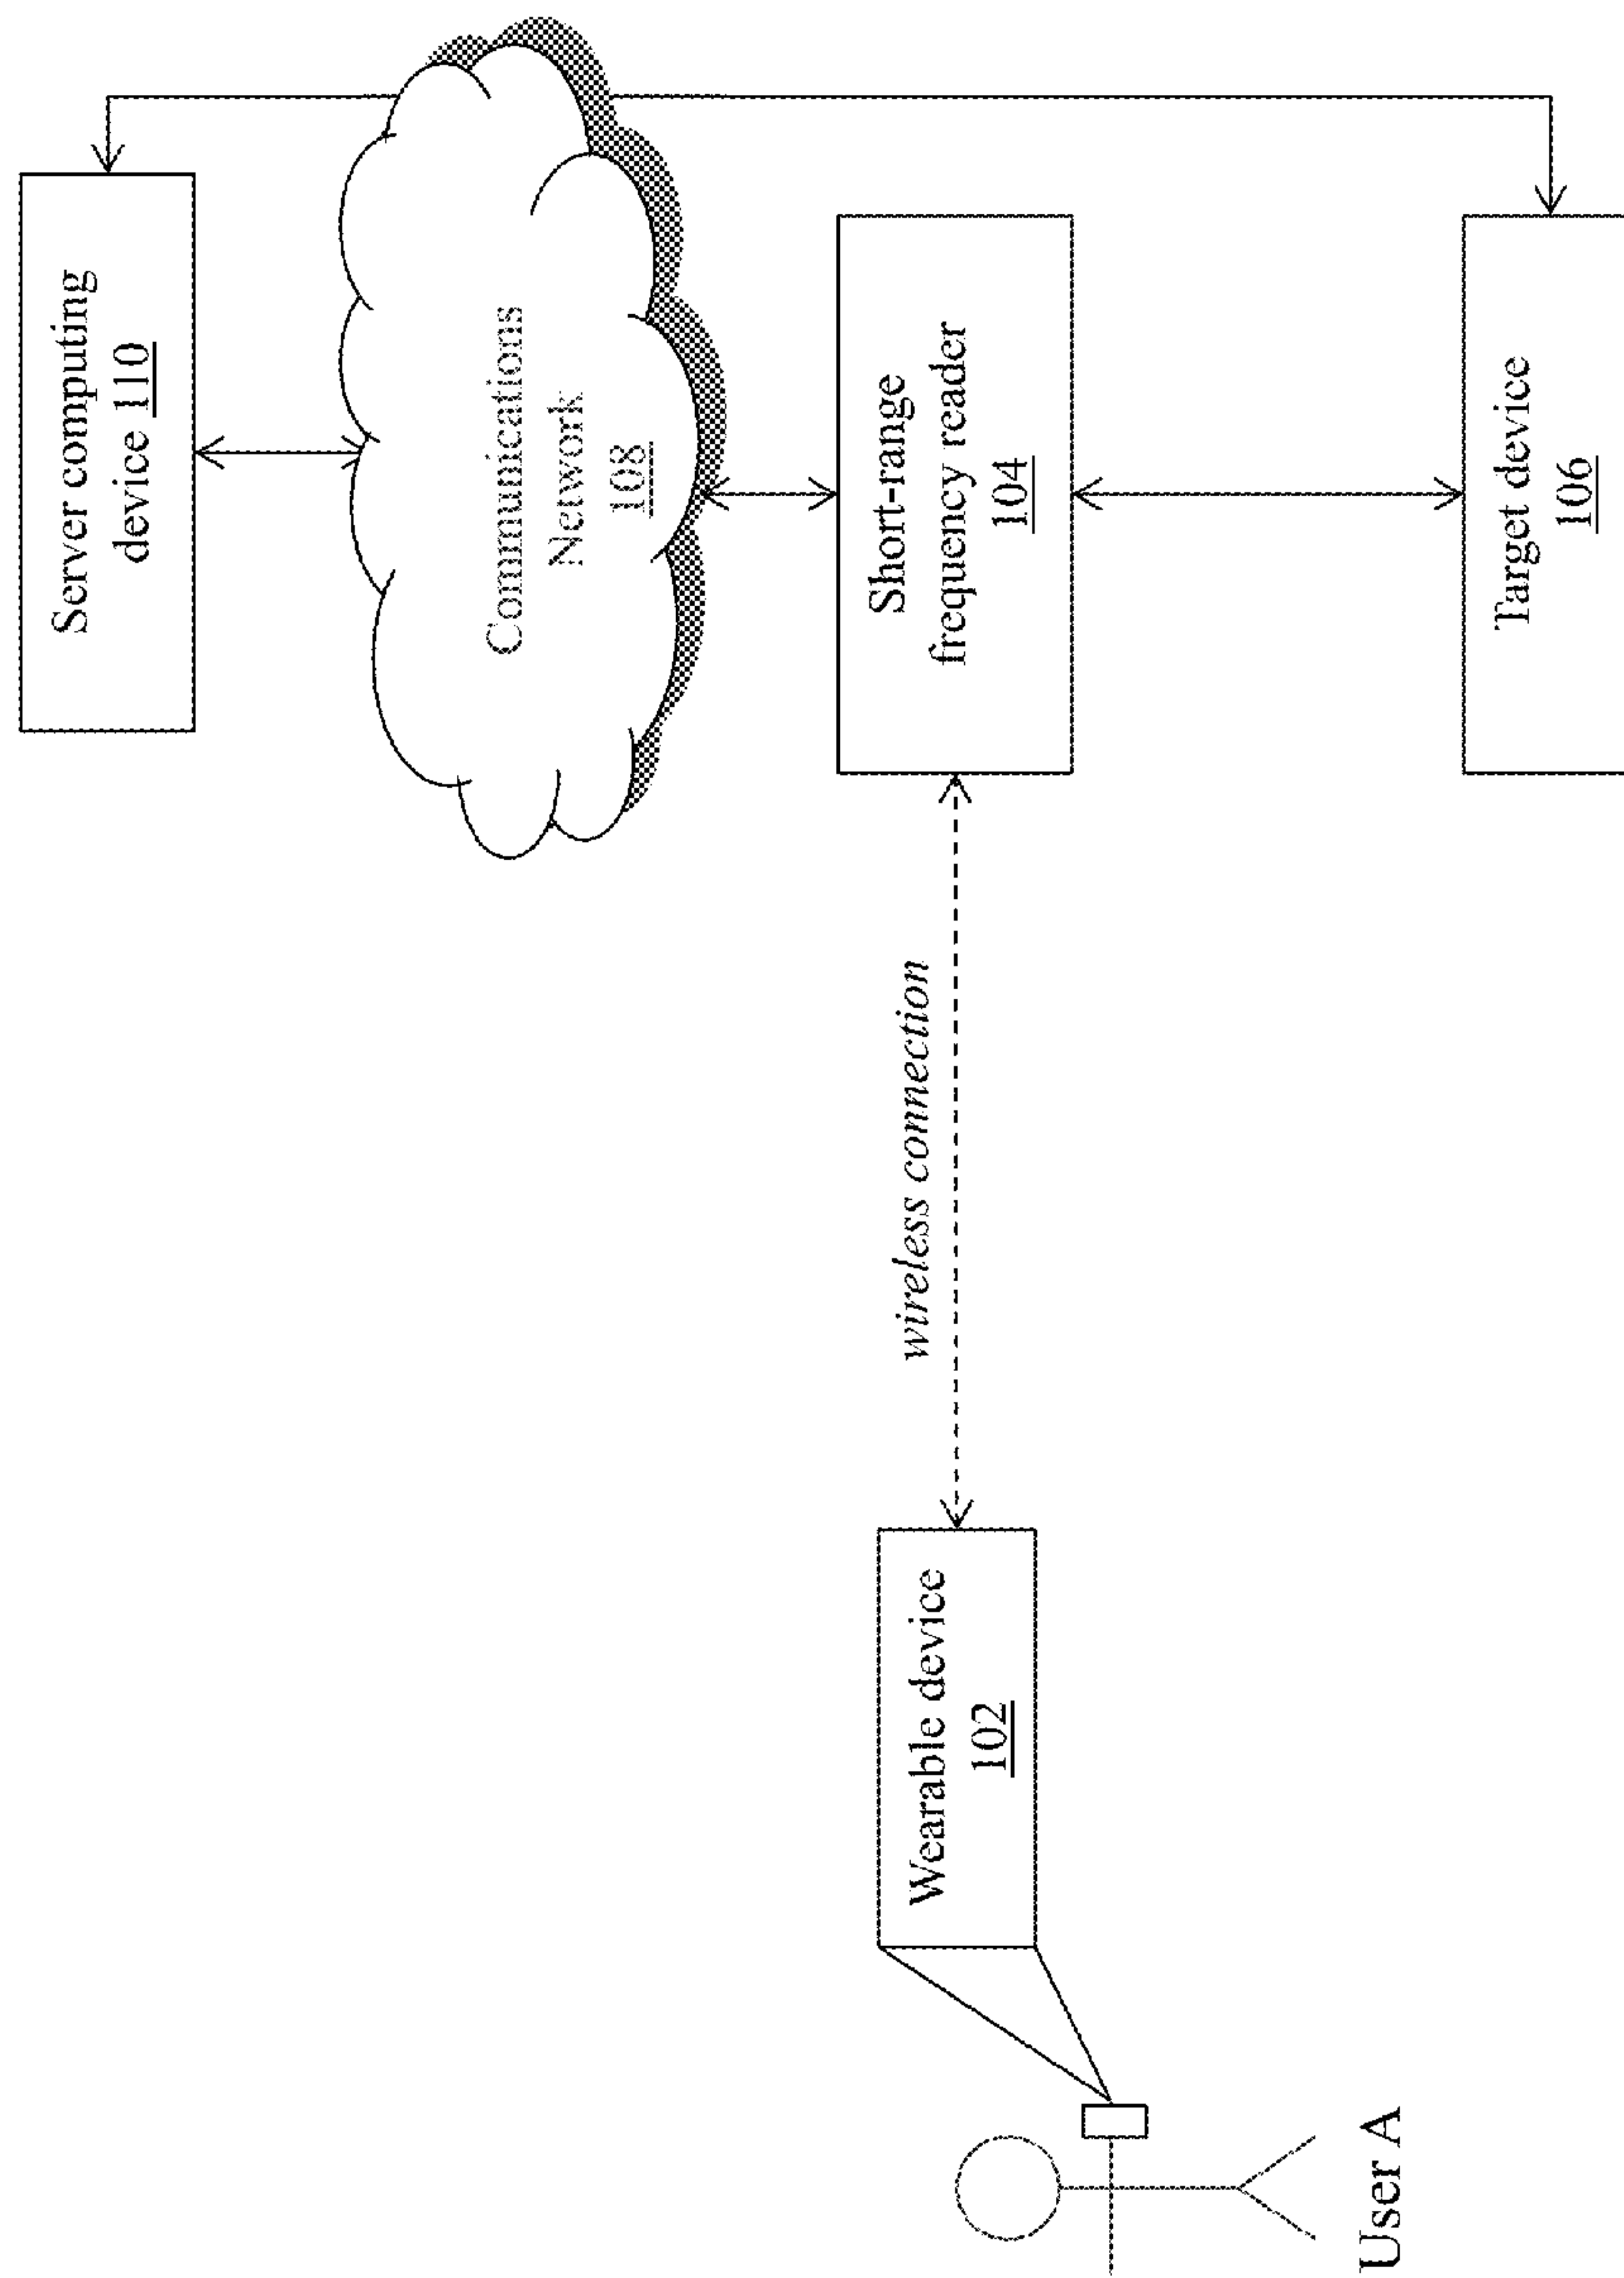 Server computing
device 110
Communications
Network
108
Short-range
frequency reader
104
wireless connection
Wearable device
102
Target device
106
User A